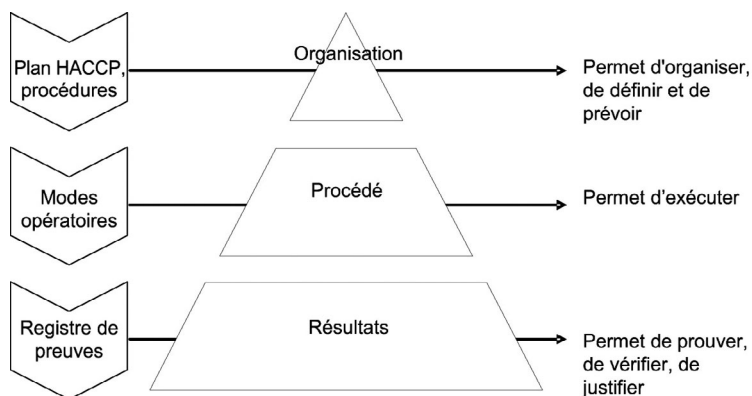 Organisation
Plan HACCP,
procédures
Permet d'organiser,
de définir et de
prévoir
Modes
opératoires
Procédé
Permet d'exécuter
Registre de
preuves
Résultats
Permet de prouver,
de vérifier, de
justifier